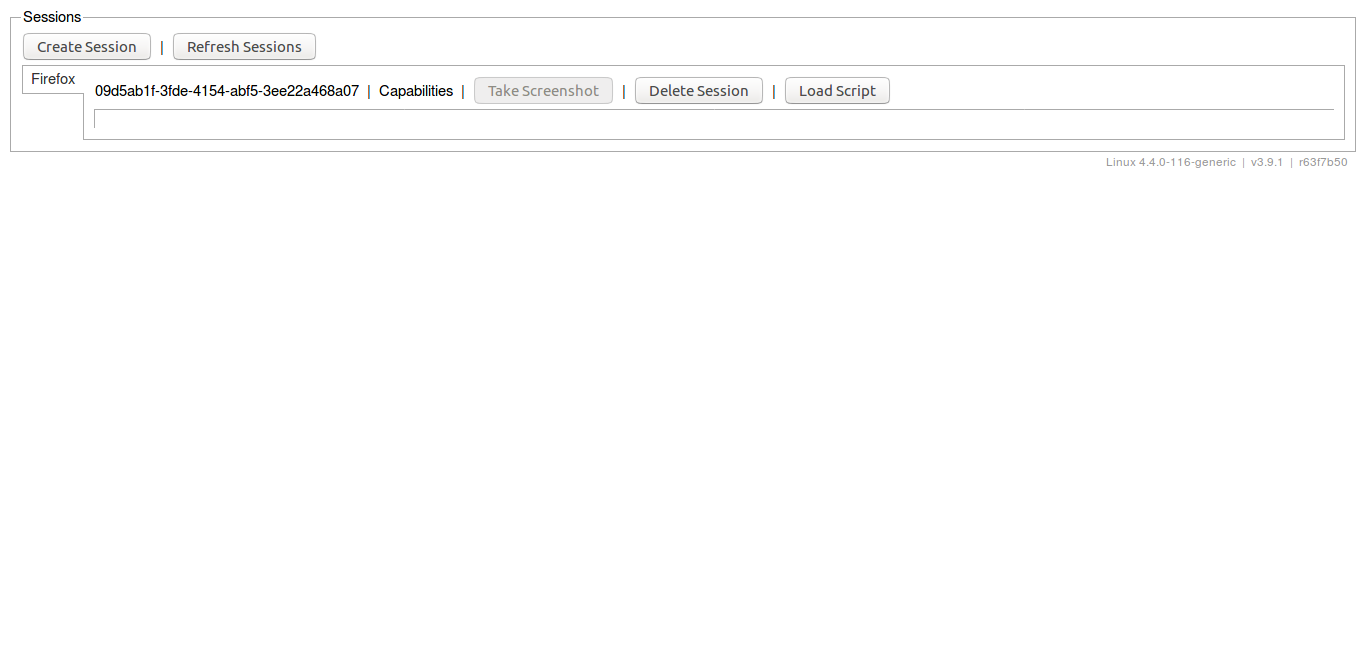 Sessions
Create Session | Refresh Sessions
Firefox
09d5ab1f-3fde-4154-abf5-3ee22a468a07 | Capabilities | Take Screenshot | Delete Session | Load Script
Linux 4.4.0-116-generic | v3.9.1 | r63f7b50